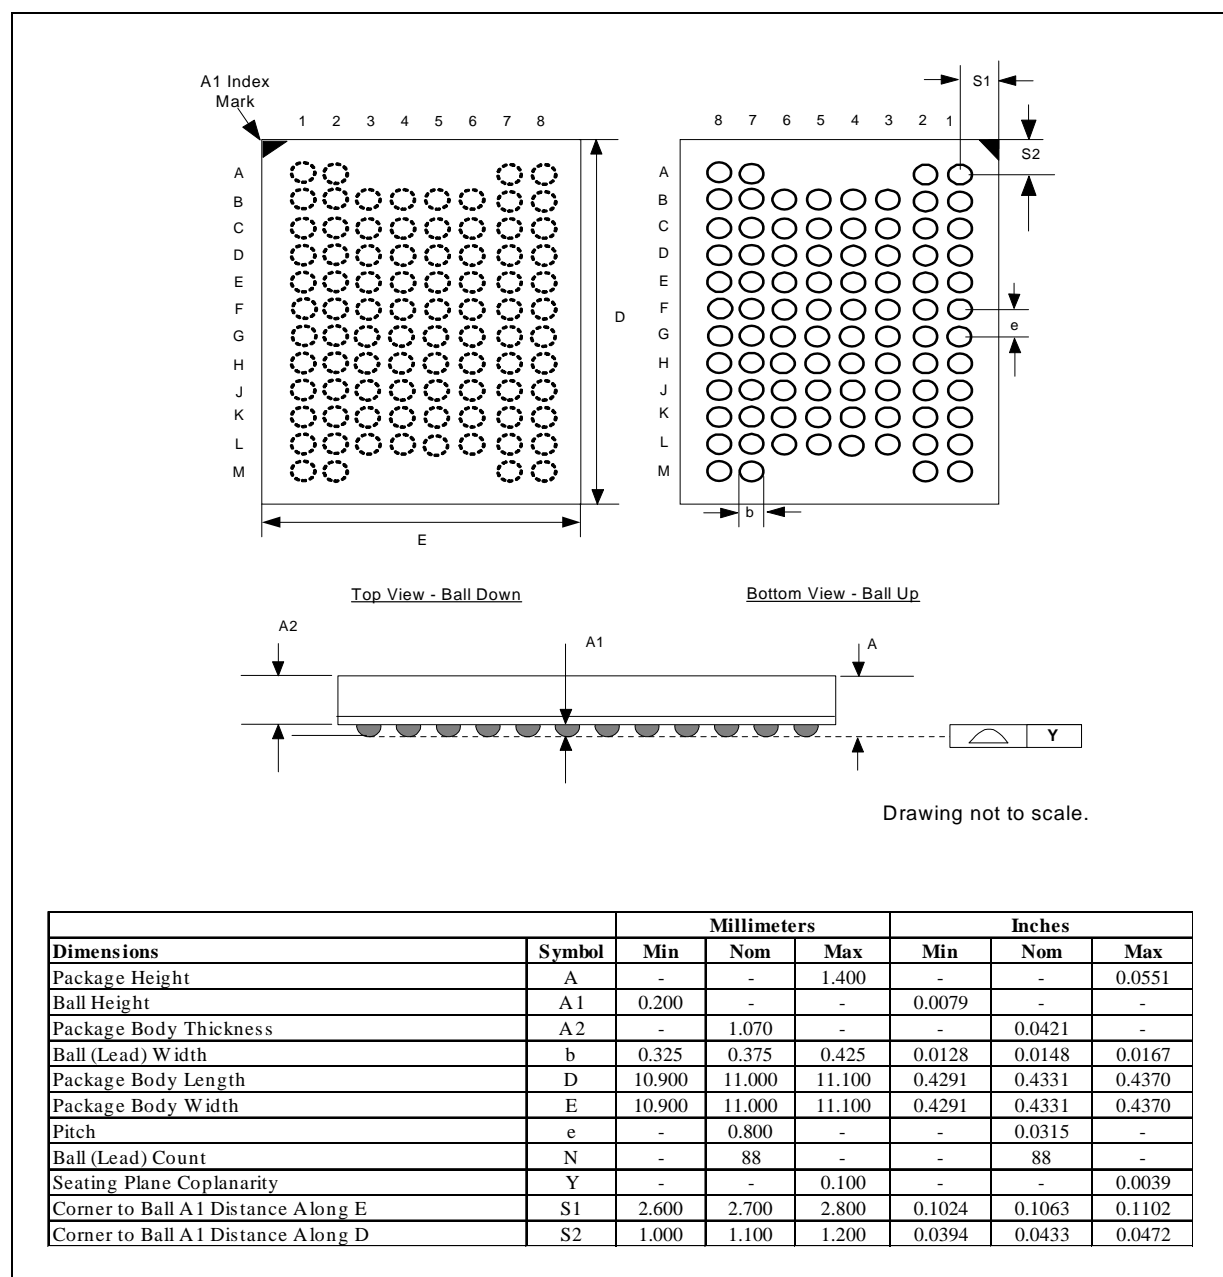 A1 Index
Mark
1 2 3 4 5 6 7 8
A
B
C
D
E
F
G
H
J
K
L
M
D
E
8 7 6 5 4 3 2 1
S1
S2
A
B
C
D
E
F
G
H
J
K
L
M
e
b
Top View - Ball Down
Bottom View - Ball Up
A2
A1
A
Y
Drawing not to scale.
Millimeters Inches
Dimensions Symbol Min Nom Max Min Nom Max
Package Height A - - 1.400 - - 0.0551
Ball Height A1 0.200 - - 0.0079 - -
Package Body Thickness A2 - 1.070 - - 0.0421 -
Ball (Lead) Width b 0.325 0.375 0.425 0.0128 0.0148 0.0167
Package Body Length D 10.900 11.000 11.100 0.4291 0.4331 0.4370
Package Body Width E 10.900 11.000 11.100 0.4291 0.4331 0.4370
Pitch e - 0.800 - - 0.0315 -
Ball (Lead) Count N - 88 - - 88 -
Seating Plane Coplanarity Y - - 0.100 - - 0.0039
Corner to Ball A1 Distance Along E S1 2.600 2.700 2.800 0.1024 0.1063 0.1102
Corner to Ball A1 Distance Along D S2 1.000 1.100 1.200 0.0394 0.0433 0.0472